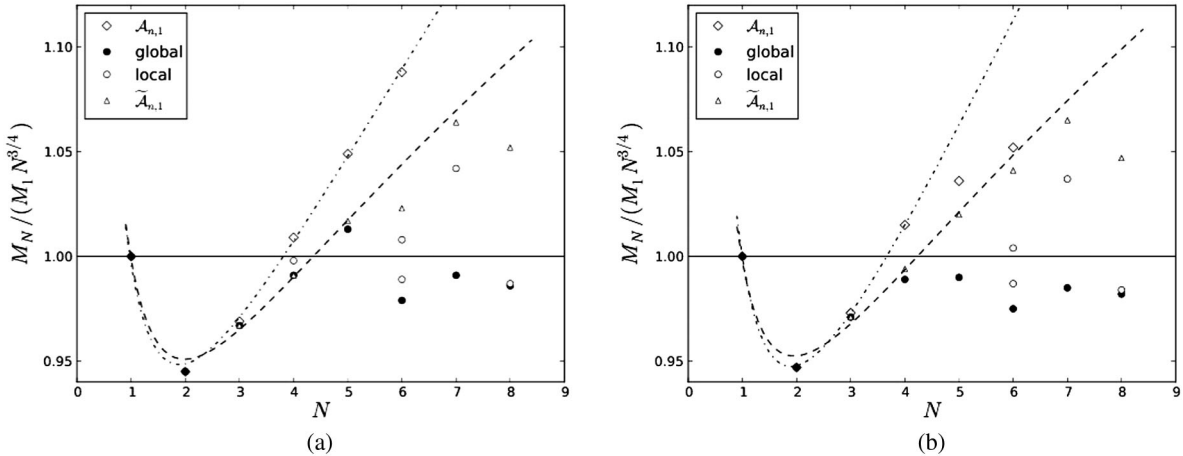 1.10
1.05
1.00
0.95
0 1 2 3 4 5 6 7 8 9
M_N/(M_1 N^{3/4})
N
𝒜_{n,1}
global
local
𝒜̃_{n,1}
(a)
1.10
1.05
1.00
0.95
0 1 2 3 4 5 6 7 8 9
M_N/(M_1 N^{3/4})
N
𝒜_{n,1}
global
local
𝒜̃_{n,1}
(b)